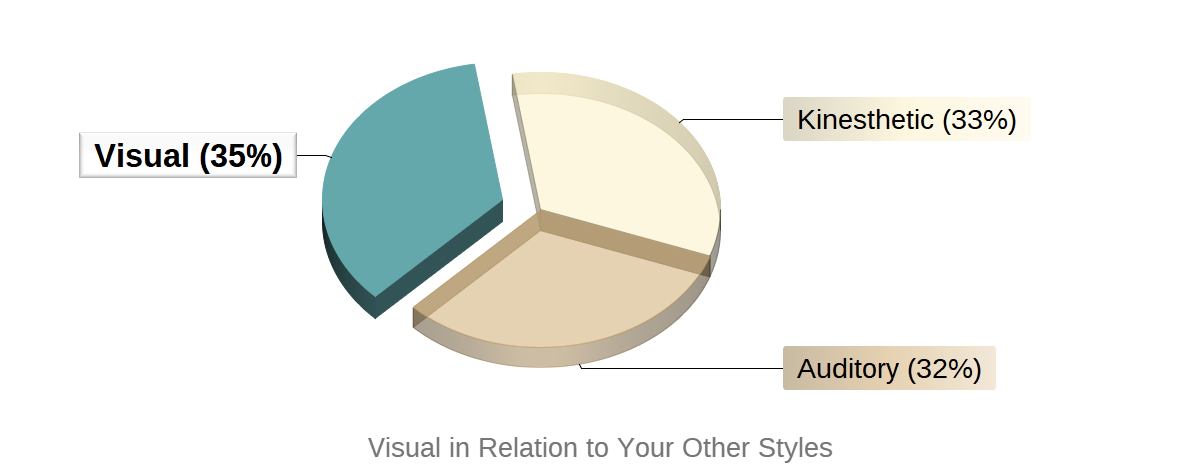 Kinesthetic (33%)
Visual (35%)
Auditory (32%)
Visual in Relation to Your Other Styles